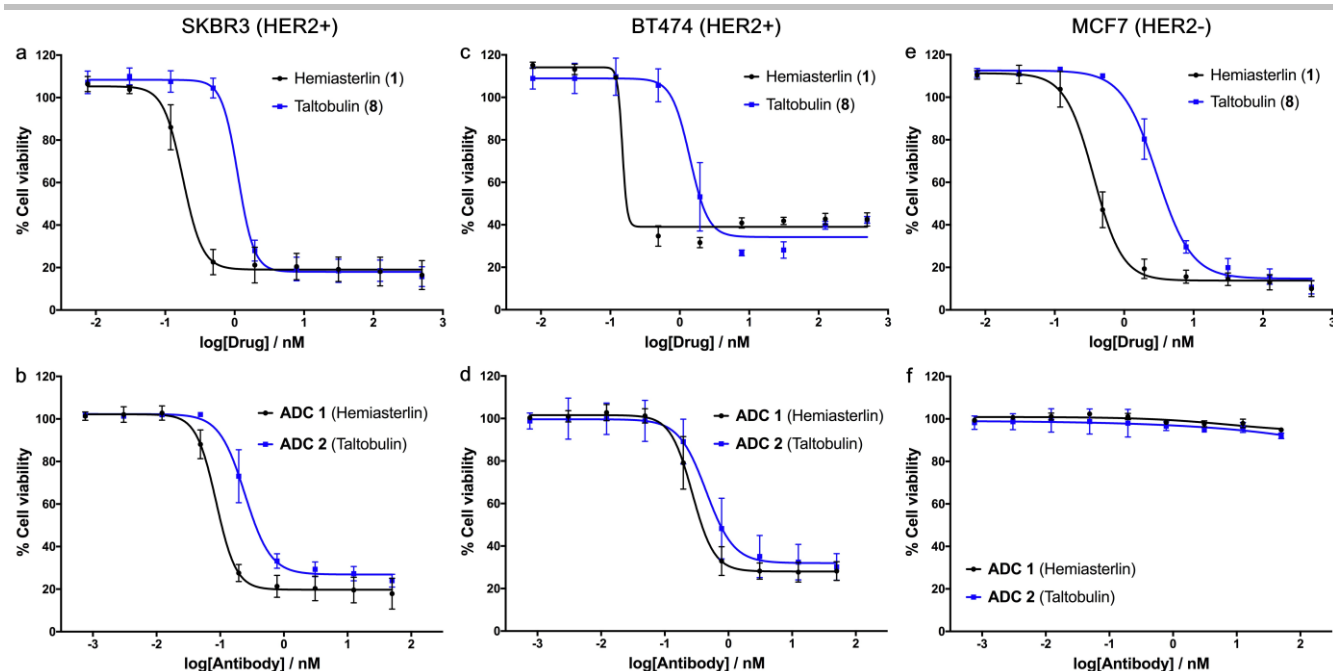 SKBR3 (HER2+)
BT474 (HER2+)
MCF7 (HER2-)
a
% Cell viability
120
100
80
60
40
20
0
Hemiasterlin (1)
Taltobulin (8)
-2 -1 0 1 2 3
log[Drug] / nM
c
% Cell viability
120
100
80
60
40
20
0
Hemiasterlin (1)
Taltobulin (8)
-2 -1 0 1 2 3
log[Drug] / nM
e
% Cell viability
120
100
80
60
40
20
0
Hemiasterlin (1)
Taltobulin (8)
-2 -1 0 1 2 3
log[Drug] / nM
b
% Cell viability
120
100
80
60
40
20
0
ADC 1 (Hemiasterlin)
ADC 2 (Taltobulin)
-3 -2 -1 0 1 2
log[Antibody] / nM
d
% Cell viability
120
100
80
60
40
20
0
ADC 1 (Hemiasterlin)
ADC 2 (Taltobulin)
-3 -2 -1 0 1 2
log[Antibody] / nM
f
% Cell viability
120
100
80
60
40
20
0
ADC 1 (Hemiasterlin)
ADC 2 (Taltobulin)
-3 -2 -1 0 1 2
log[Antibody] / nM